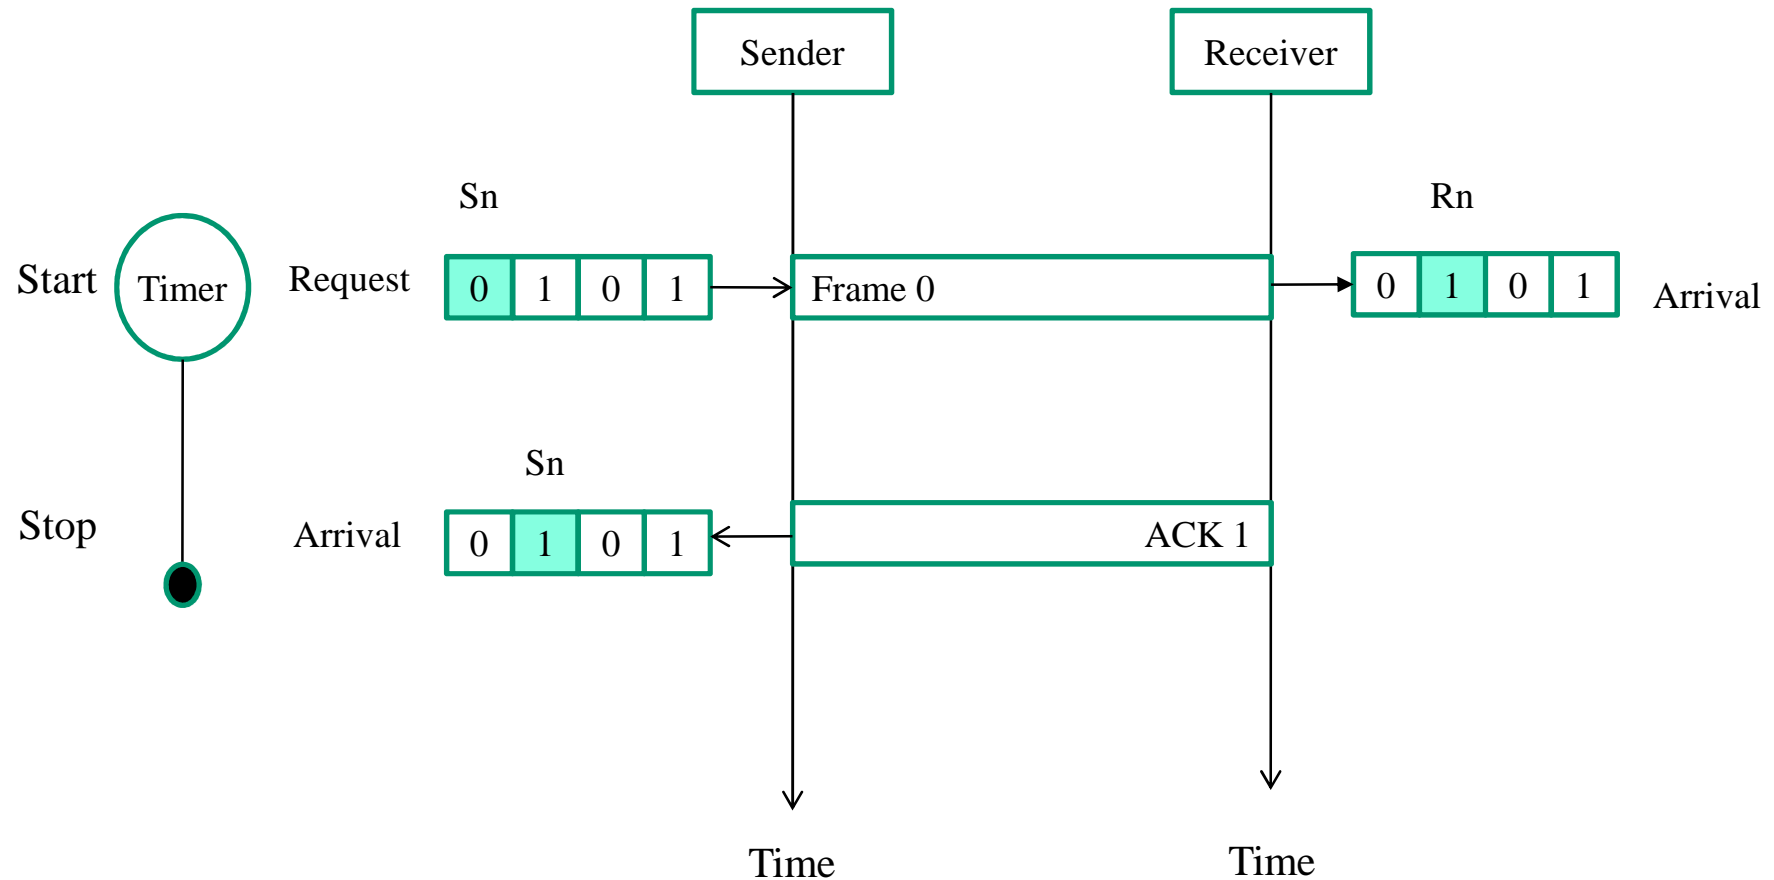 Sender Receiver
Sn Rn
Start Timer Request 0 1 0 1 Frame 0 0 1 0 1 Arrival
Sn
Stop Arrival 0 1 0 1 ACK 1
Time Time